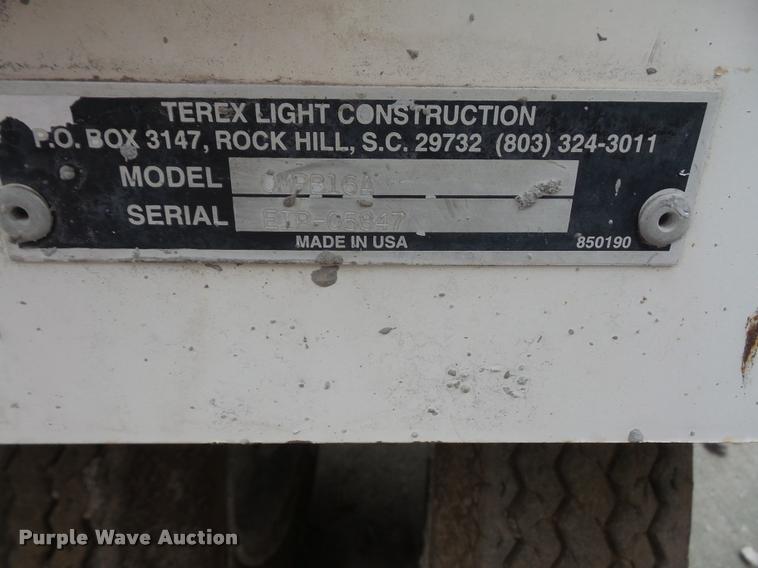 TEREX LIGHT CONSTRUCTION
P.O. BOX 3147, ROCK HILL, S.C. 29732 (803) 324-3011
MODEL
SERIAL
MADE IN USA 850190
Purple Wave Auction